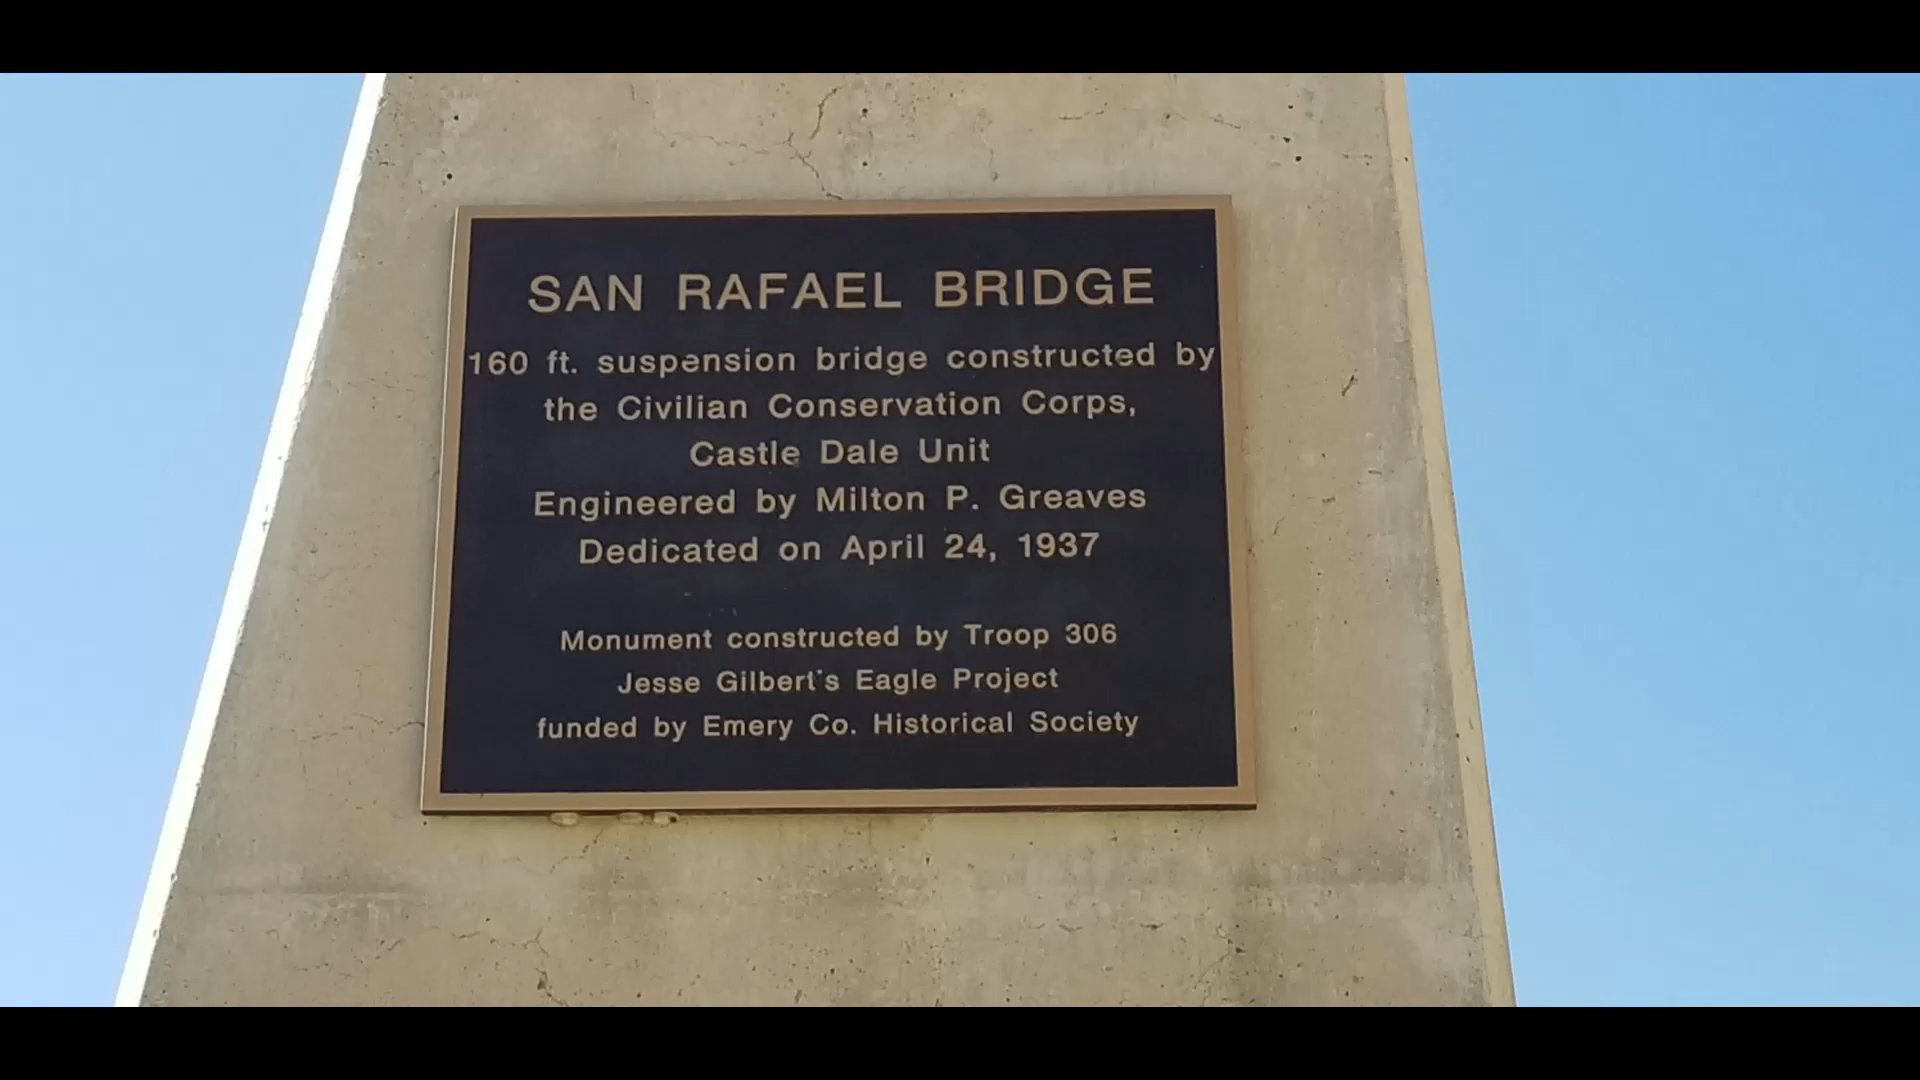 SAN RAFAEL BRIDGE
160 ft. suspension bridge constructed by
the Civilian Conservation Corps,
Castle Dale Unit
Engineered by Milton P. Greaves
Dedicated on April 24, 1937
Monument constructed by Troop 306
Jesse Gilbert's Eagle Project
funded by Emery Co. Historical Society